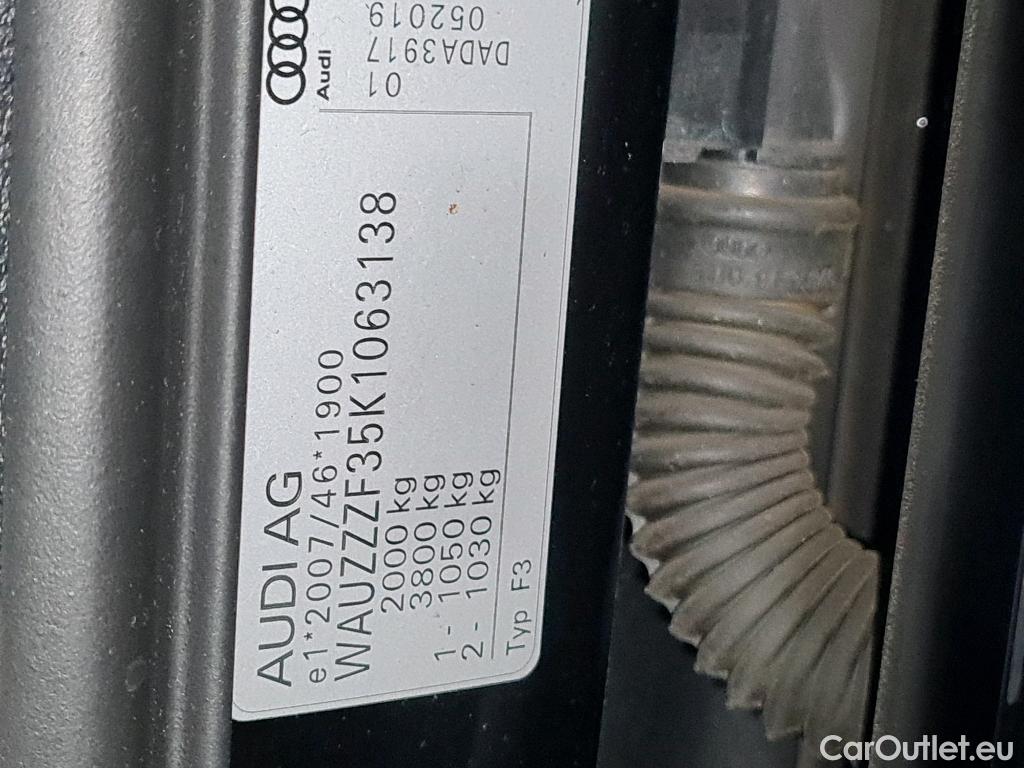 AUDI AG
e1*2007/46*1900
WAUZZZF35K1063138
2000 kg
3800 kg
1- 1050 kg
2- 1030 kg
Typ F3
Audi
01
DADA3917
052019
CarOutlet.eu